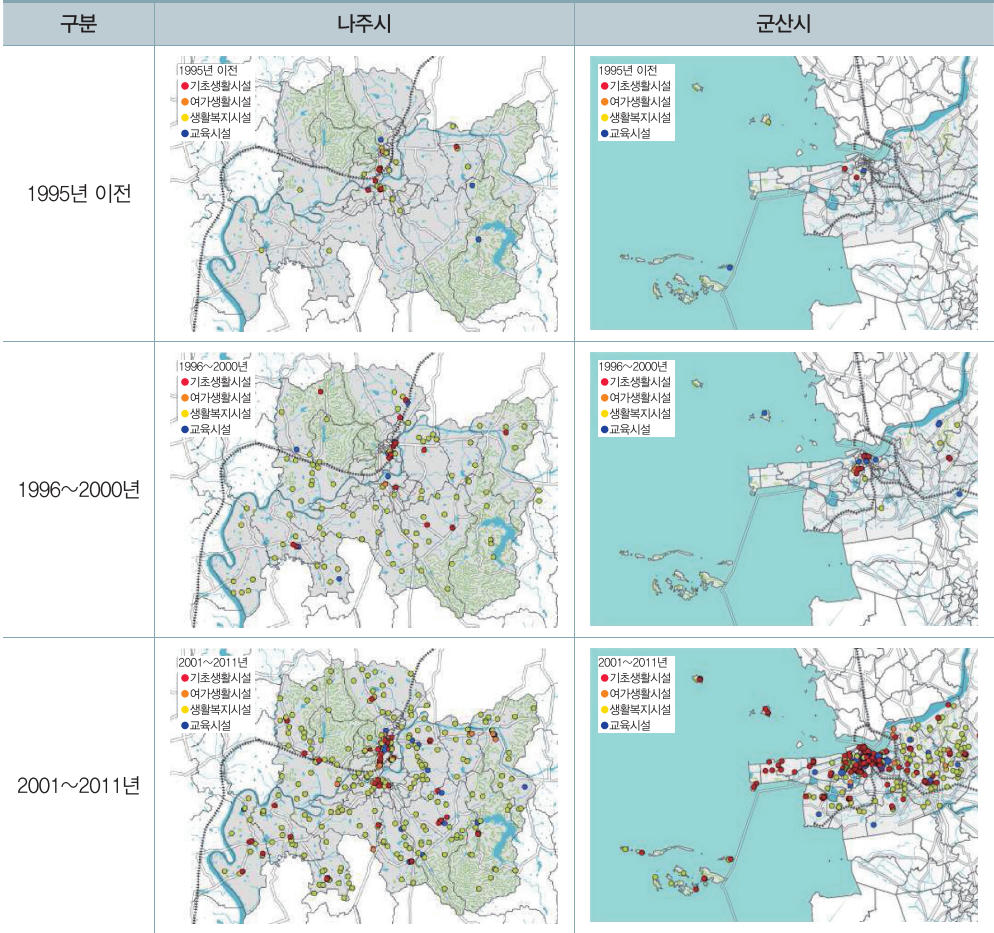 구분
나주시
군산시
1995년 이전
1995년 이전
기초생활시설
여가생활시설
생활복지시설
교육시설
1995년 이전
기초생활시설
여가생활시설
생활복지시설
교육시설
1996～2000년
1996～2000년
기초생활시설
여가생활시설
생활복지시설
교육시설
1996～2000년
기초생활시설
여가생활시설
생활복지시설
교육시설
2001～2011년
2001～2011년
기초생활시설
여가생활시설
생활복지시설
교육시설
2001～2011년
기초생활시설
여가생활시설
생활복지시설
교육시설